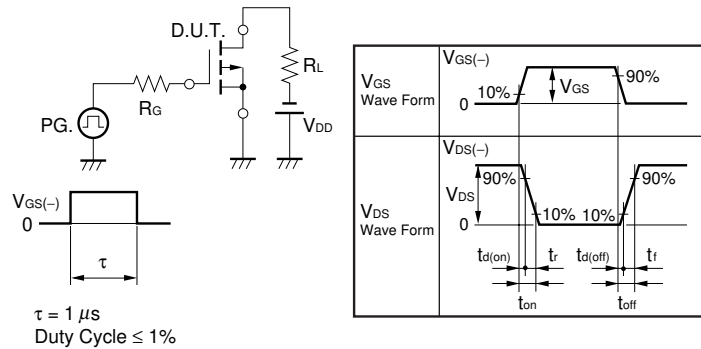 D.U.T.
RL
RG
PG.
VDD
VGS(−)
0
τ
τ = 1 μs
Duty Cycle ≤ 1%
VGS
Wave Form
VGS(−)
10%
VGS
90%
0
VDS
Wave Form
VDS(−)
90%
VDS
90%
10%
10%
0
td(on)
tr
td(off)
tf
ton
toff